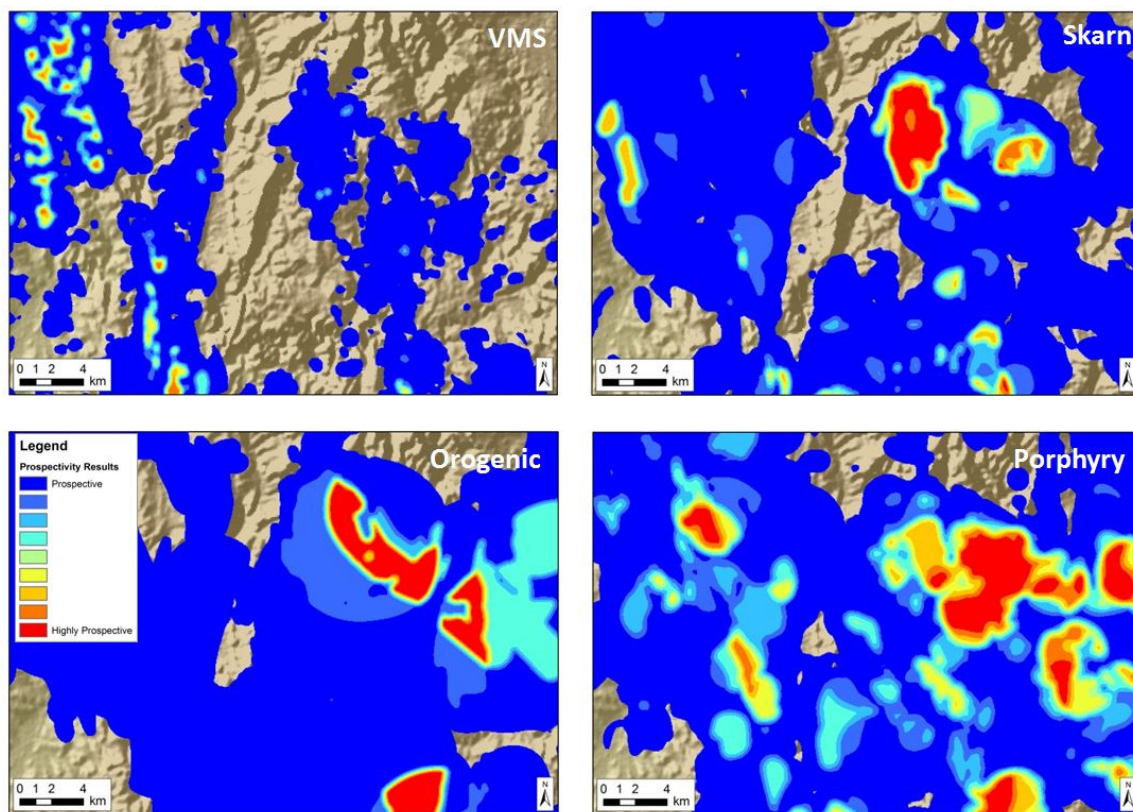 VMS
0 1 2 4
km
N
Skarn
0 1 2 4
km
N
Orogenic
Legend
Prospectivity Results
Prospective
Highly Prospective
0 1 2 4
km
N
Porphyry
0 1 2 4
km
N